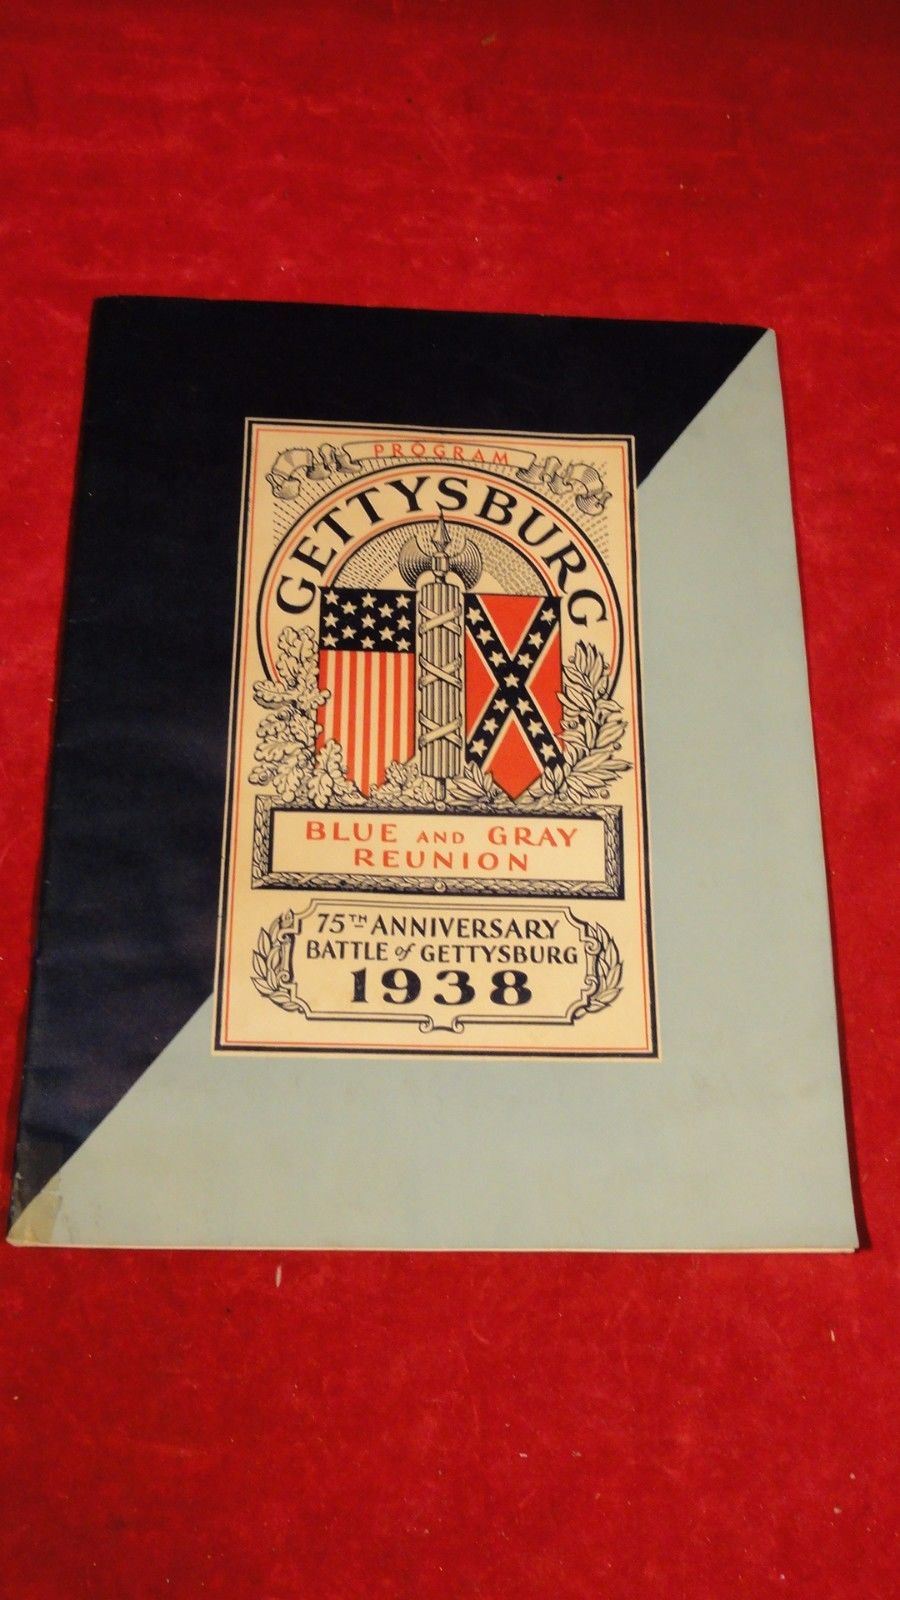 PROGRAM
GETTYSBURG
BLUE AND GRAY
REUNION
75TH ANNIVERSARY
BATTLE of GETTYSBURG
1938